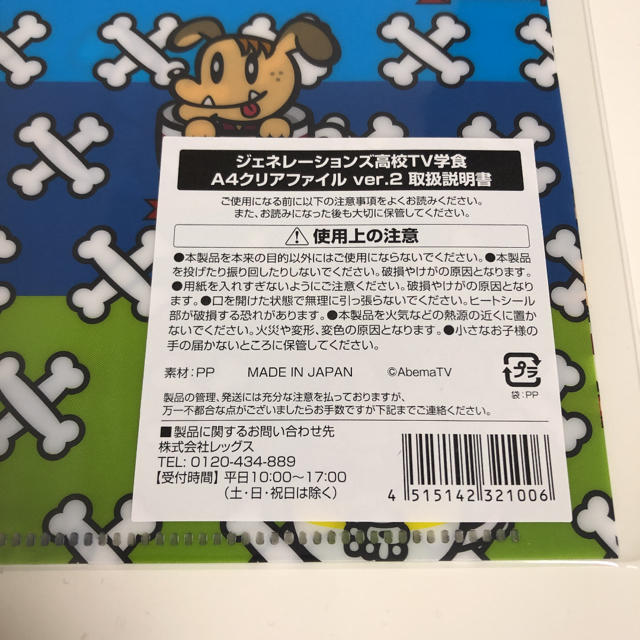 ジェネレーションズ高校TV学食
A4クリアファイル ver.2 取扱説明書
ご使用になる前に以下の注意事項をよくお読みください。
また、お読みになった後も大切に保管してください。
使用上の注意
●本製品を本来の目的以外にはご使用にならないでください。●本製品
を投げたり振り回したりしないでください。破損やけがの原因となります。
●用紙を入れすぎないようにご注意ください。破損やけがの原因となりま
す。●口を開けた状態で無理に引っ張らないでください。ヒートシール
部が破損する恐れがあります。●本製品を火気などの熱源の近くに置
かないでください。火災や変形、変色の原因となります。●小さなお子様の
手の届かないところに保管してください。
素材:PP MADE IN JAPAN ©AbemaTV
プラ
袋:PP
製品の管理、発送には充分な注意を払っておりますが、
万一不都合な点がございましたらお手数ですが下記までご連絡ください。
■製品に関するお問い合わせ先
株式会社レッグス
TEL: 0120-434-889
【受付時間】平日10:00〜17:00
(土・日・祝日は除く)
4 515142 321006